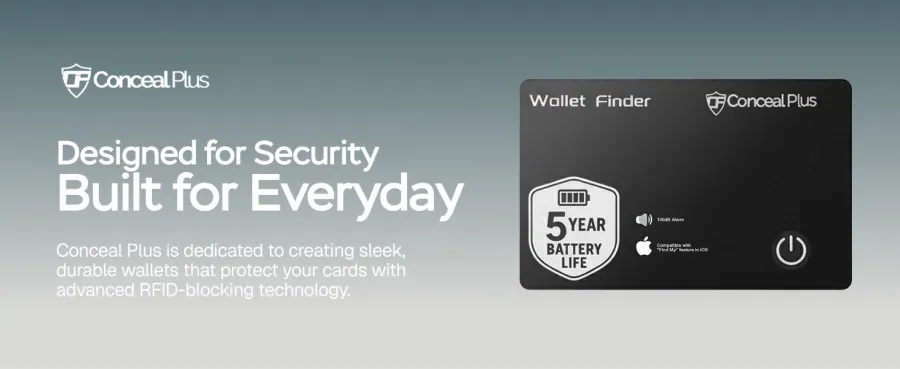 Conceal Plus
Designed for Security
Built for Everyday
Conceal Plus is dedicated to creating sleek,
durable wallets that protect your cards with
advanced RFID-blocking technology.
Wallet Finder
Conceal Plus
5 YEAR
BATTERY
LIFE
100dB Alarm
Compatible with
"Find My" feature in iOS